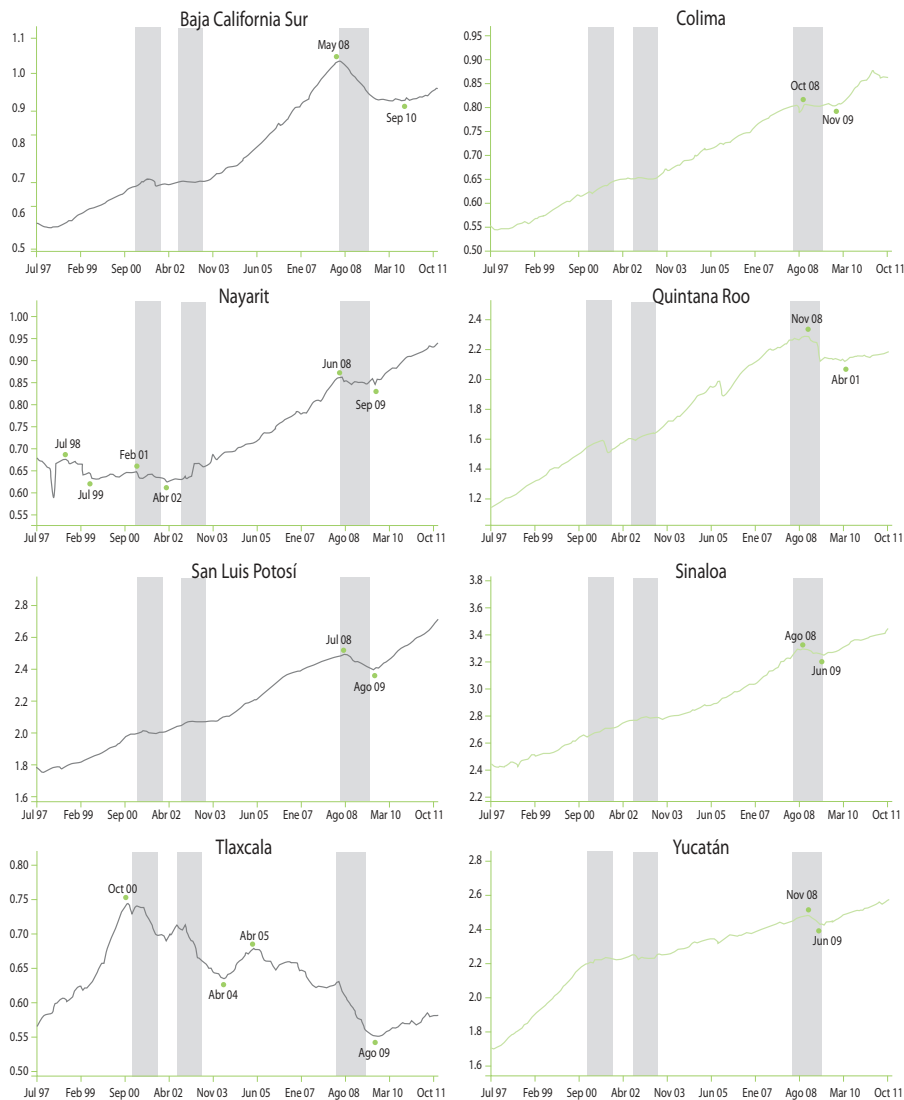 Baja California Sur
1.1
1.0
0.9
0.7
0.6
0.5
May 08
Sep 10
Jul 97 Feb 99 Sep 00 Abr 02 Nov 03 Jun 05 Ene 07 Ago 08 Mar 10 Oct 11
Colima
0.95
0.90
0.85
0.80
0.75
0.70
0.65
0.60
0.55
0.50
Oct 08
Nov 09
Jul 97 Feb 99 Sep 00 Abr 02 Nov 03 Jun 05 Ene 07 Ago 08 Mar 10 Oct 11
Nayarit
1.00
0.95
0.90
0.85
0.80
0.75
0.70
0.65
0.60
0.55
Jul 98
Jul 99
Feb 01
Abr 02
Jun 08
Sep 09
Jul 97 Feb 99 Sep 00 Abr 02 Nov 03 Jun 05 Ene 07 Ago 08 Mar 10 Oct 11
Quintana Roo
2.4
2.2
2.0
1.6
1.4
1.2
Nov 08
Abr 01
Jul 97 Feb 99 Sep 00 Abr 02 Nov 03 Jun 05 Ene 07 Ago 08 Mar 10 Oct 11
San Luis Potosí
2.8
2.6
2.4
2.2
2.0
1.8
1.6
Jul 08
Ago 09
Jul 97 Feb 99 Sep 00 Abr 02 Nov 03 Jun 05 Ene 07 Ago 08 Mar 10 Oct 11
Sinaloa
3.8
3.6
3.4
3.2
3.0
2.8
2.6
2.4
2.2
Ago 08
Jun 09
Jul 97 Feb 99 Sep 00 Abr 02 Nov 03 Jun 05 Ene 07 Ago 08 Mar 10 Oct 11
Tlaxcala
0.80
0.75
0.70
0.65
0.60
0.55
0.50
Oct 00
Abr 04
Abr 05
Ago 09
Jul 97 Feb 99 Sep 00 Abr 02 Nov 03 Jun 05 Ene 07 Ago 08 Mar 10 Oct 11
Yucatán
2.8
2.6
2.4
2.2
2.0
1.8
1.6
Nov 08
Jun 09
Jul 97 Feb 99 Sep 00 Abr 02 Nov 03 Jun 05 Ene 07 Ago 08 Mar 10 Oct 11